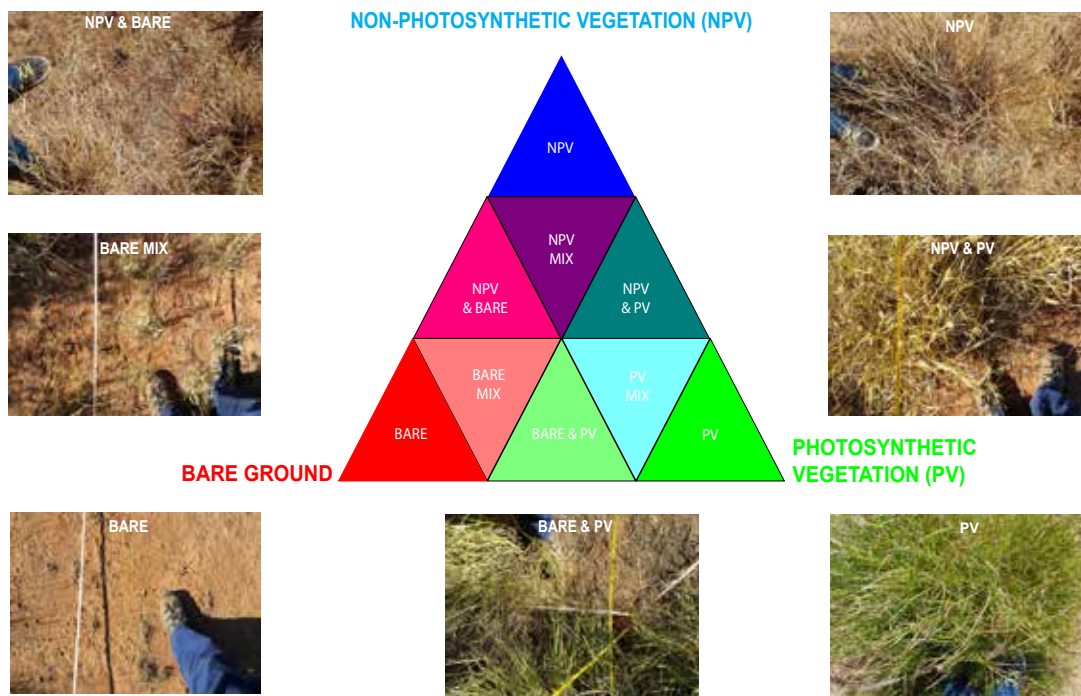 NON-PHOTOSYNTHETIC VEGETATION (NPV)
NPV & BARE
NPV
NPV
NPV
MIX
BARE MIX
NPV & PV
NPV
& BARE
NPV
& PV
BARE
MIX
PV
MIX
BARE
BARE & PV
PV
BARE GROUND
PHOTOSYNTHETIC
VEGETATION (PV)
BARE
BARE & PV
PV